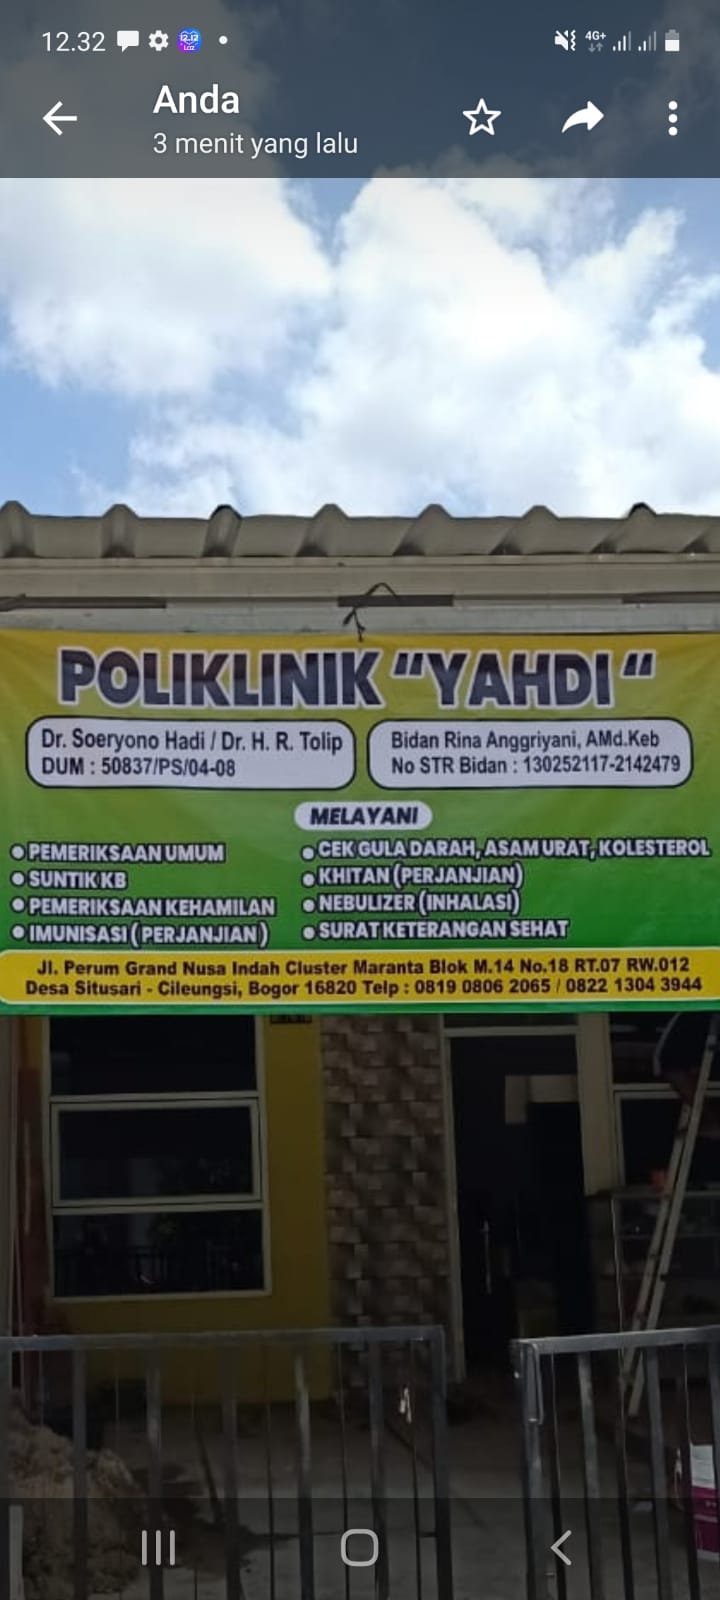 12.32
4G+
Anda
3 menit yang lalu
POLIKLINIK "YAHDI "
Dr. Soeryono Hadi / Dr. H. R. Tolip
DUM : 50837/PS/04-08
Bidan Rina Anggriyani, AMd.Keb
No STR Bidan : 130252117-2142479
MELAYANI
PEMERIKSAAN UMUM
SUNTIK KB
PEMERIKSAAN KEHAMILAN
IMUNISASI ( PERJANJIAN )
CEK GULA DARAH, ASAM URAT, KOLESTEROL
KHITAN (PERJANJIAN)
NEBULIZER (INHALASI)
SURAT KETERANGAN SEHAT
Jl. Perum Grand Nusa Indah Cluster Maranta Blok M.14 No.18 RT.07 RW.012
Desa Situsari - Cileungsi, Bogor 16820 Telp : 0819 0806 2065 / 0822 1304 3944